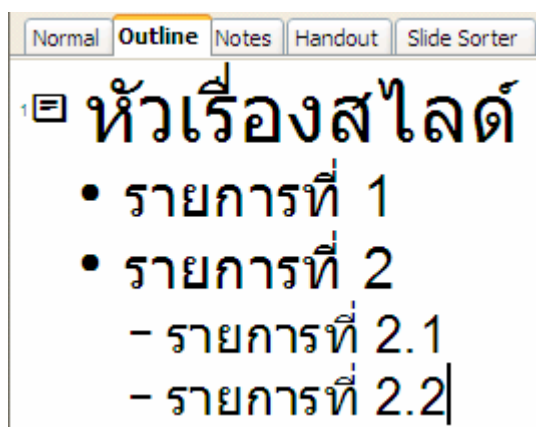 Normal Outline Notes Handout Slide Sorter
1 หัวเรื่องสไลด์
• รายการที่ 1
• รายการที่ 2
– รายการที่ 2.1
– รายการที่ 2.2